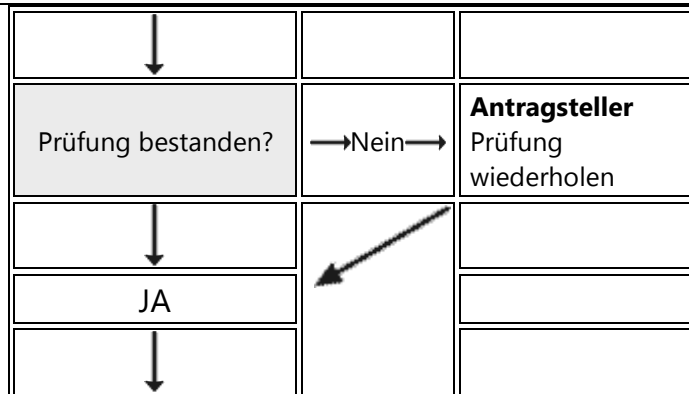 Prüfung bestanden?
Nein
Antragsteller
Prüfung
wiederholen
JA